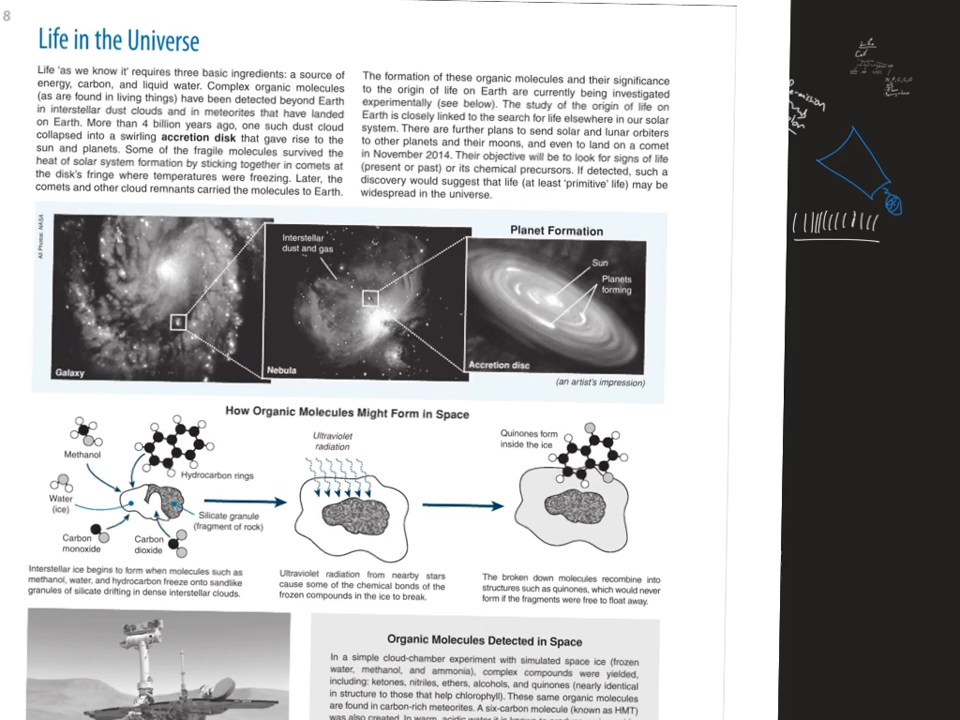 8
Life in the Universe
Life 'as we know it' requires three basic ingredients: a source of
energy, carbon, and liquid water. Complex organic molecules
(as are found in living things) have been detected beyond Earth
in interstellar dust clouds and in meteorites that have landed
on Earth. More than 4 billion years ago, one such dust cloud
collapsed into a swirling accretion disk that gave rise to the
sun and planets. Some of the fragile molecules survived the
heat of solar system formation by sticking together in comets at
the disk's fringe where temperatures were freezing. Later, the
comets and other cloud remnants carried the molecules to Earth.
The formation of these organic molecules and their significance
to the origin of life on Earth are currently being investigated
experimentally (see below). The study of the origin of life on
Earth is closely linked to the search for life elsewhere in our solar
system. There are further plans to send solar and lunar orbiters
to other planets and their moons, and even to land on a comet
in November 2014. Their objective will be to look for signs of life
(present or past) or its chemical precursors. If detected, such a
discovery would suggest that life (at least 'primitive' life) may be
widespread in the universe.
All Photos: NASA
Galaxy
Interstellar
dust and gas
Nebula
Planet Formation
Sun
Planets
forming
Accretion disc
(an artist's impression)
How Organic Molecules Might Form in Space
Methanol
Hydrocarbon rings
Water
(ice)
Silicate granule
(fragment of rock)
Carbon
monoxide
Carbon
dioxide
Ultraviolet
radiation
Quinones form
inside the ice
Interstellar ice begins to form when molecules such as
methanol, water, and hydrocarbon freeze onto sandlike
granules of silicate drifting in dense interstellar clouds.
Ultraviolet radiation from nearby stars
cause some of the chemical bonds of the
frozen compounds in the ice to break.
The broken down molecules recombine into
structures such as quinones, which would never
form if the fragments were free to float away.
Organic Molecules Detected in Space
In a simple cloud-chamber experiment with simulated space ice (frozen
water, methanol, and ammonia), complex compounds were yielded,
including: ketones, nitriles, ethers, alcohols, and quinones (nearly identical
in structure to those that help chlorophyll). These same organic molecules
are found in carbon-rich meteorites. A six-carbon molecule (known as HMT)
was also created. In warm, acidic water it is known to